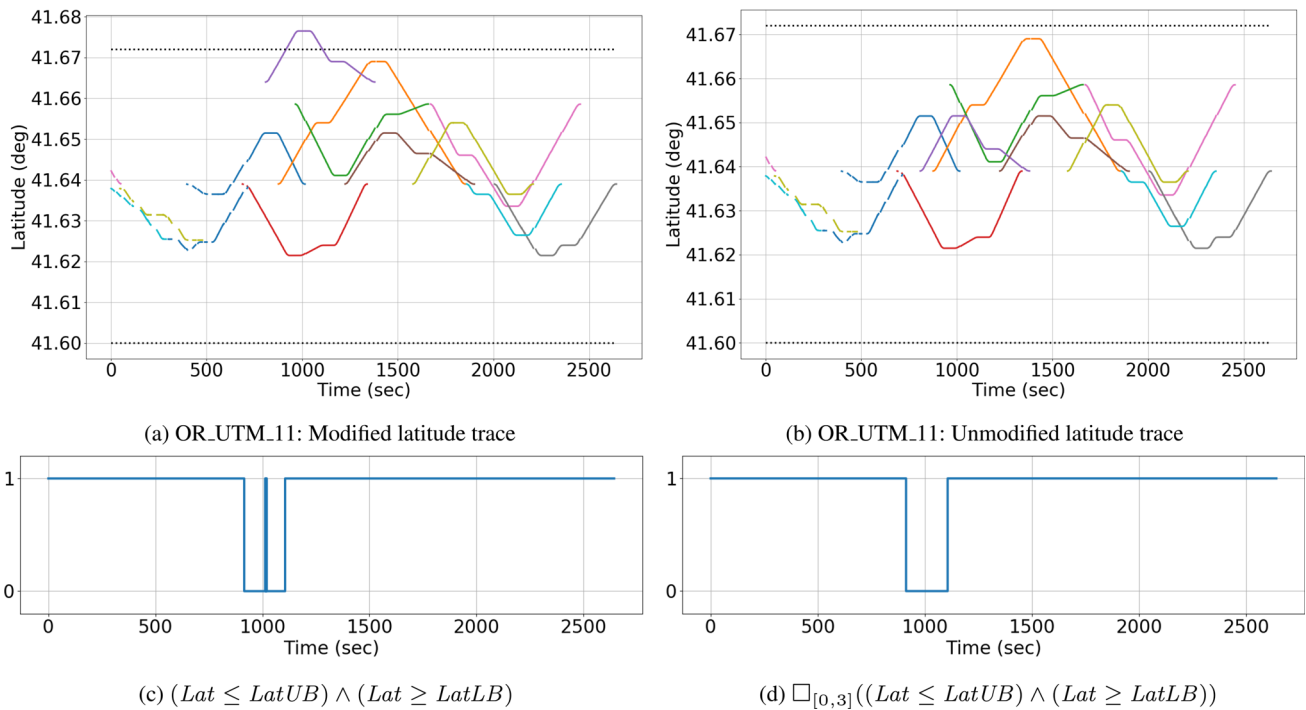 41.68
41.67
41.66
41.65
41.64
41.63
41.62
41.61
41.60
Latitude (deg)
0 500 1000 1500 2000 2500
Time (sec)
(a) OR_UTM_11: Modified latitude trace
41.67
41.66
41.65
41.64
41.63
41.62
41.61
41.60
Latitude (deg)
0 500 1000 1500 2000 2500
Time (sec)
(b) OR_UTM_11: Unmodified latitude trace
1
0
0 500 1000 1500 2000 2500
Time (sec)
(c) (Lat ≤ LatUB) ∧ (Lat ≥ LatLB)
1
0
0 500 1000 1500 2000 2500
Time (sec)
(d) □[0,3]((Lat ≤ LatUB) ∧ (Lat ≥ LatLB))